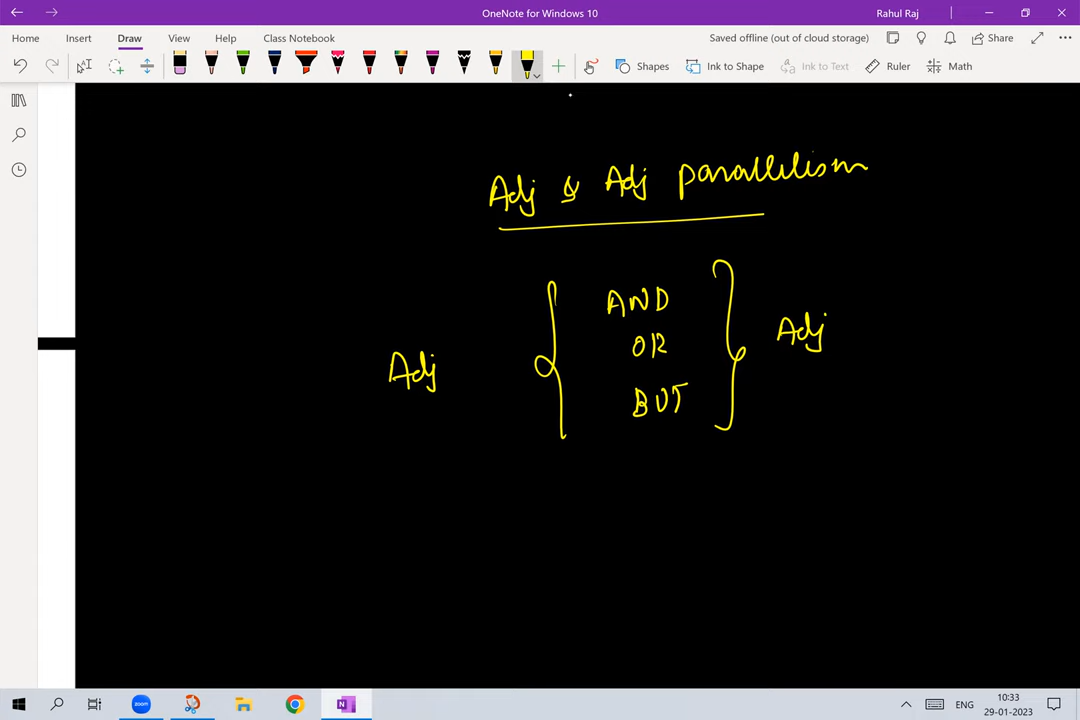 OneNote for Windows 10
Rahul Raj
Home Insert Draw View Help Class Notebook
Saved offline (out of cloud storage) Share
Shapes Ink to Shape Ink to Text Ruler Math
Adj & Adj parallelism
AND
OR
BUT
Adj
Adj
zoom
N
ENG
10:33
29-01-2023